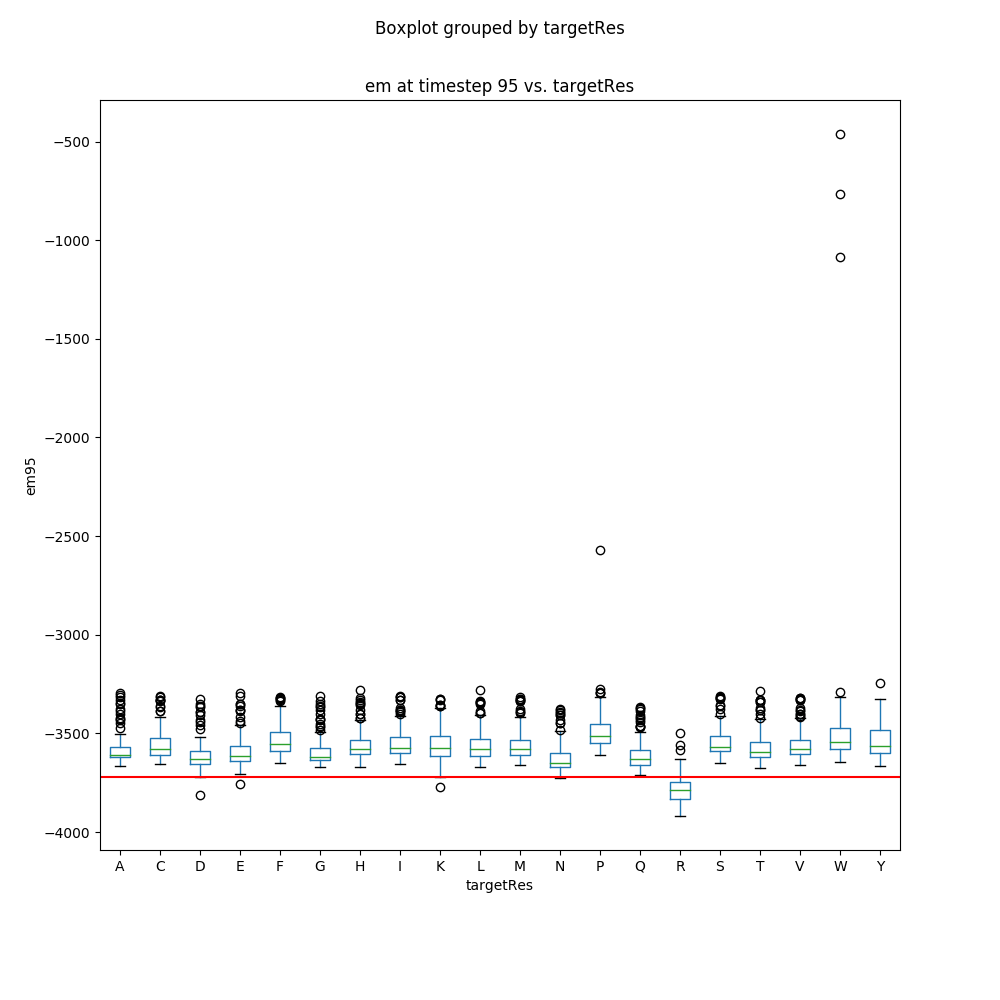 Boxplot grouped by targetRes
em at timestep 95 vs. targetRes
−500
−1000
−1500
−2000
−2500
−3000
−3500
−4000
em95
A C D E F G H I K L M N P Q R S T V W Y
targetRes